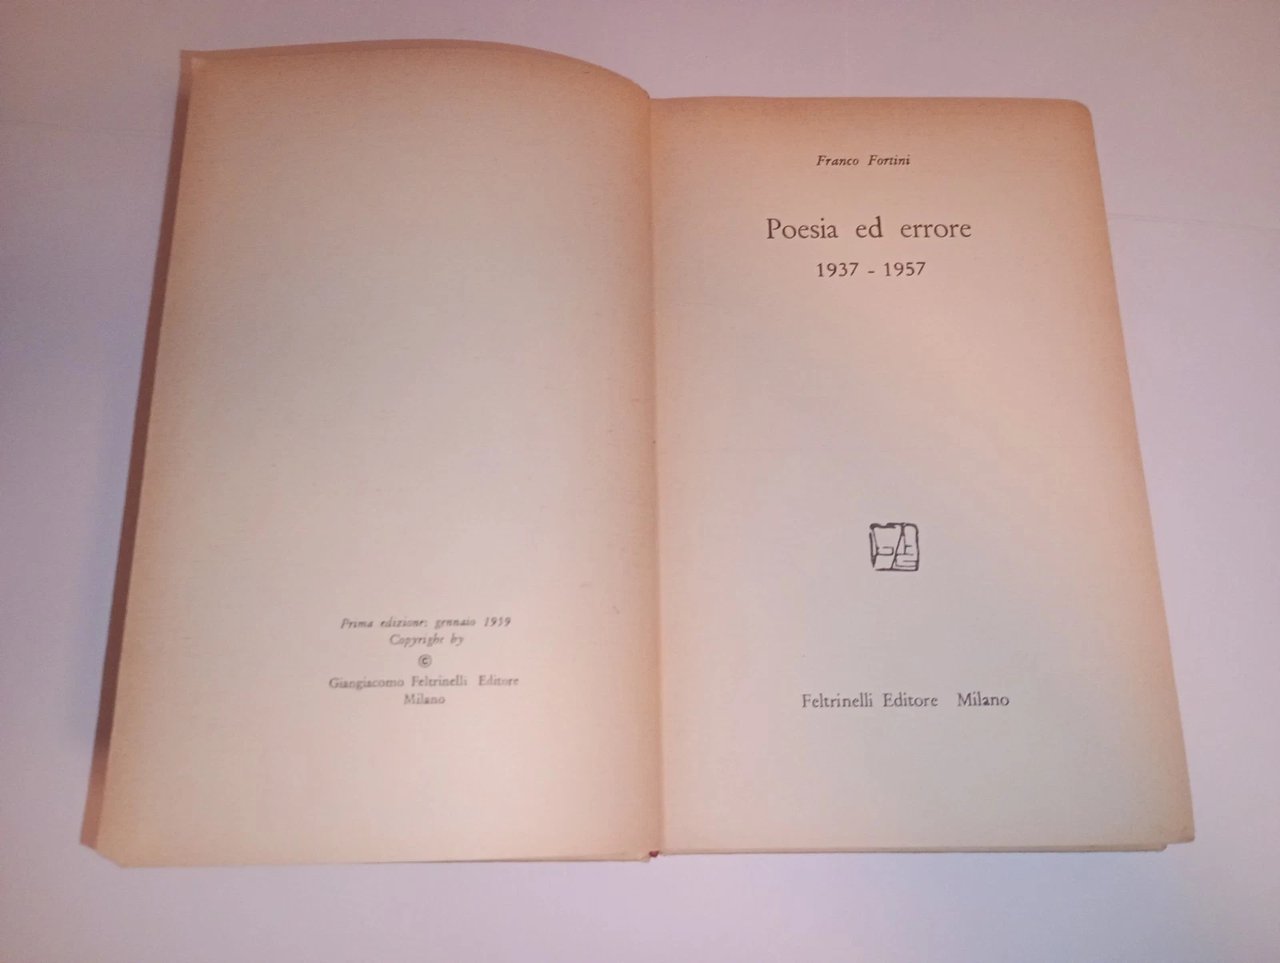 Prima edizione: gennaio 1959
Copyright by
©
Giangiacomo Feltrinelli Editore
Milano
Franco Fortini
Poesia ed errore
1937 - 1957
Feltrinelli Editore Milano